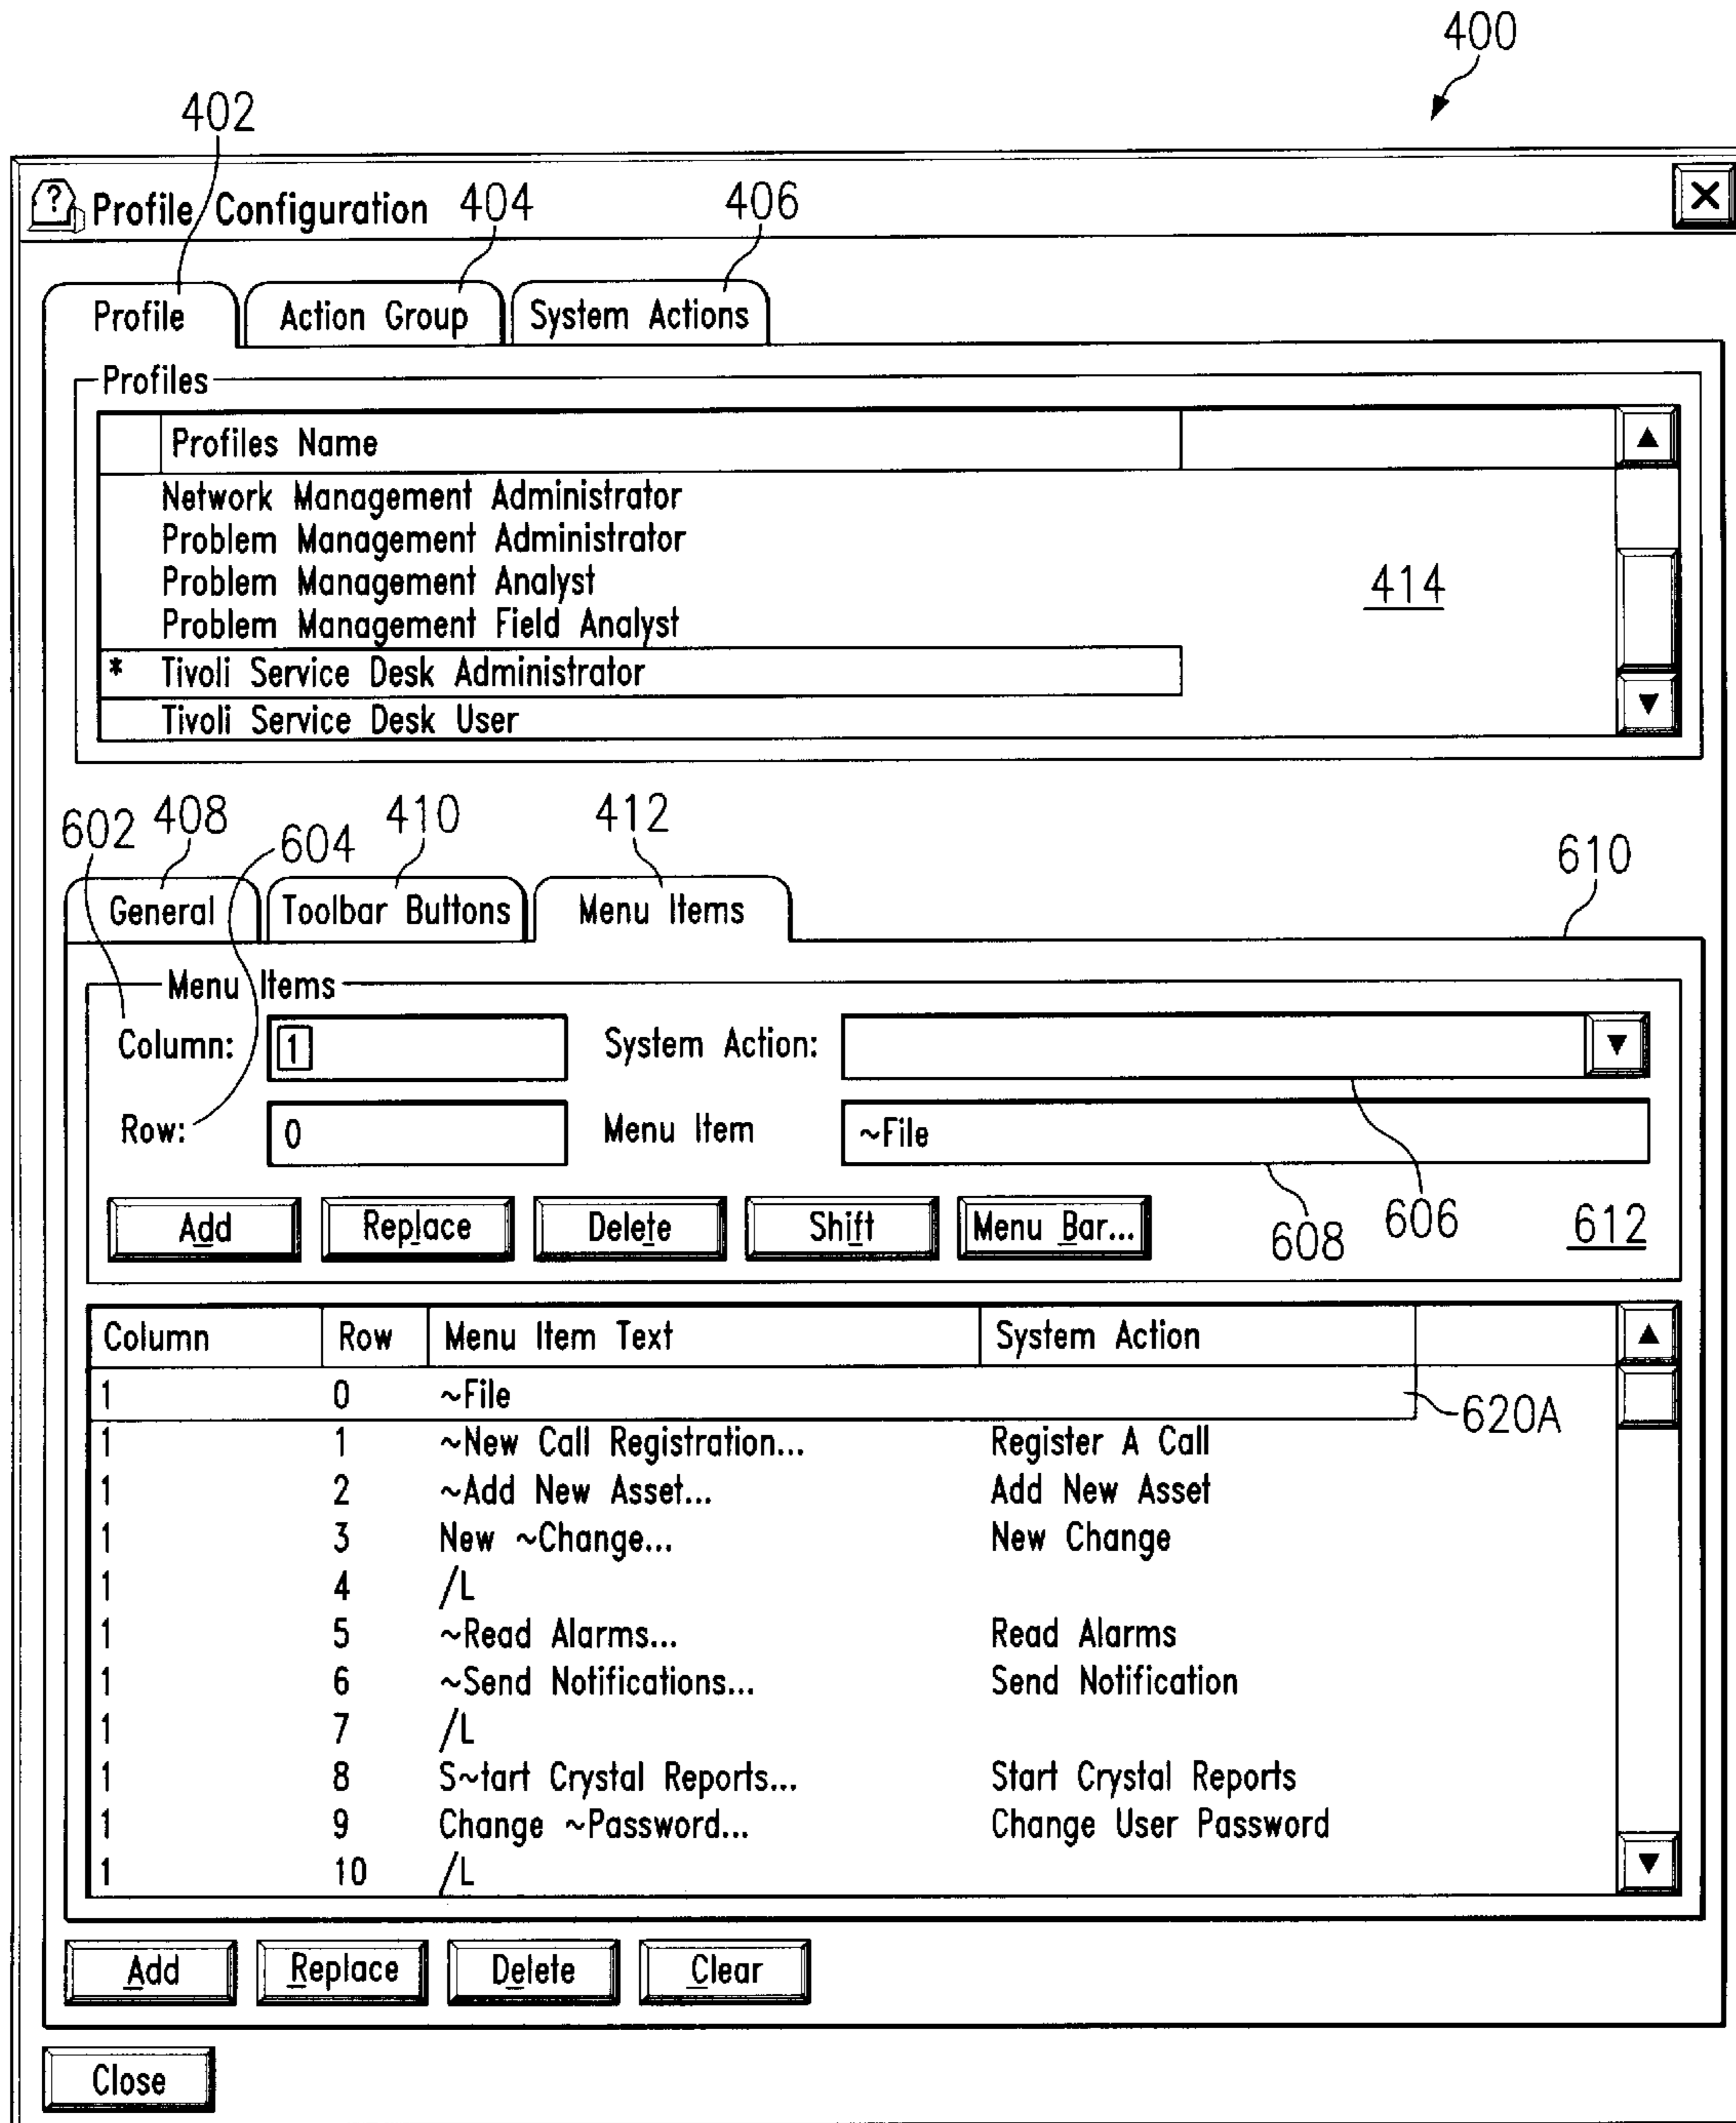 400
402
Profile Configuration 404 406
Profile Action Group System Actions
Profiles
Profiles Name
Network Management Administrator
Problem Management Administrator
Problem Management Analyst
414
Problem Management Field Analyst
* Tivoli Service Desk Administrator
Tivoli Service Desk User
602 408 604 410 412 610
General Toolbar Buttons Menu Items
Menu Items
Column: 1 System Action:
Row: 0 Menu Item ~File
Add Replace Delete Shift Menu Bar... 608 606 612
Column Row Menu Item Text System Action
1 0 ~File
620A
1 1 ~New Call Registration... Register A Call
1 2 ~Add New Asset... Add New Asset
1 3 New ~Change... New Change
1 4 /L
1 5 ~Read Alarms... Read Alarms
1 6 ~Send Notifications... Send Notification
1 7 /L
1 8 S~tart Crystal Reports... Start Crystal Reports
1 9 Change ~Password... Change User Password
1 10 /L
Add Replace Delete Clear
Close